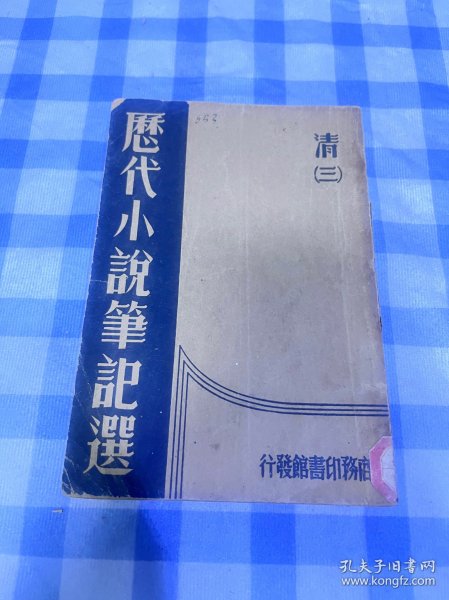 歷代小說筆記選
清
(三)
商務印書館發行
孔夫子旧书网
www.kongfz.com